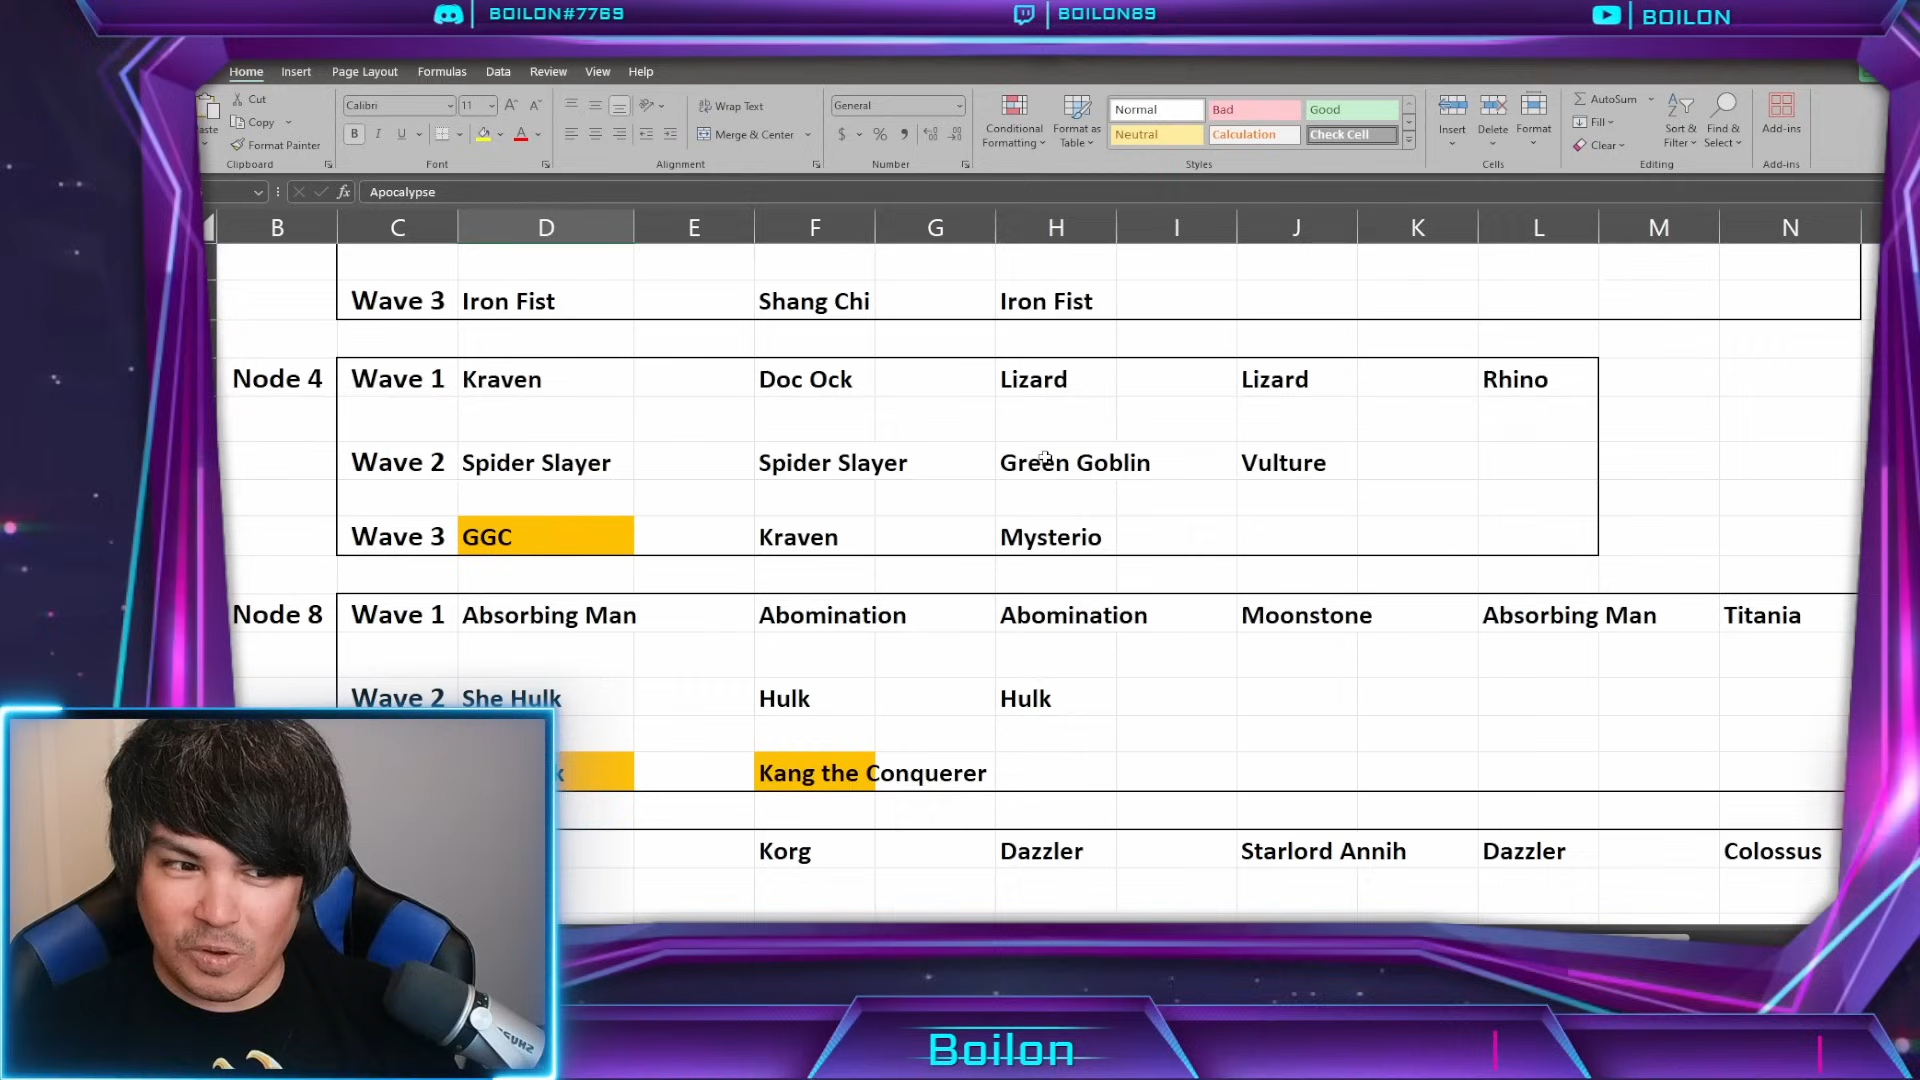 BOILON#7769
BOILON89
BOILON
Home Insert Page Layout Formulas Data Review View Help
Cut
Copy
Format Painter
Clipboard
Calibri 11
B I U
Font
Wrap Text
Merge & Center
Alignment
General
$ %
Number
Conditional Formatting
Format as Table
Normal Bad Good
Neutral Calculation Check Cell
Styles
Insert Delete Format
Cells
AutoSum
Fill
Clear
Sort & Filter
Find & Select
Editing
Add-ins
Add-ins
fx Apocalypse
B C D E F G H I J K L M N
Wave 3 Iron Fist Shang Chi Iron Fist
Node 4 Wave 1 Kraven Doc Ock Lizard Lizard Rhino
Wave 2 Spider Slayer Spider Slayer Green Goblin Vulture
Wave 3 GGC Kraven Mysterio
Node 8 Wave 1 Absorbing Man Abomination Abomination Moonstone Absorbing Man Titania
Wave 2 She Hulk Hulk Hulk
Kang the Conquerer
Korg Dazzler Starlord Annih Dazzler Colossus
Boilon